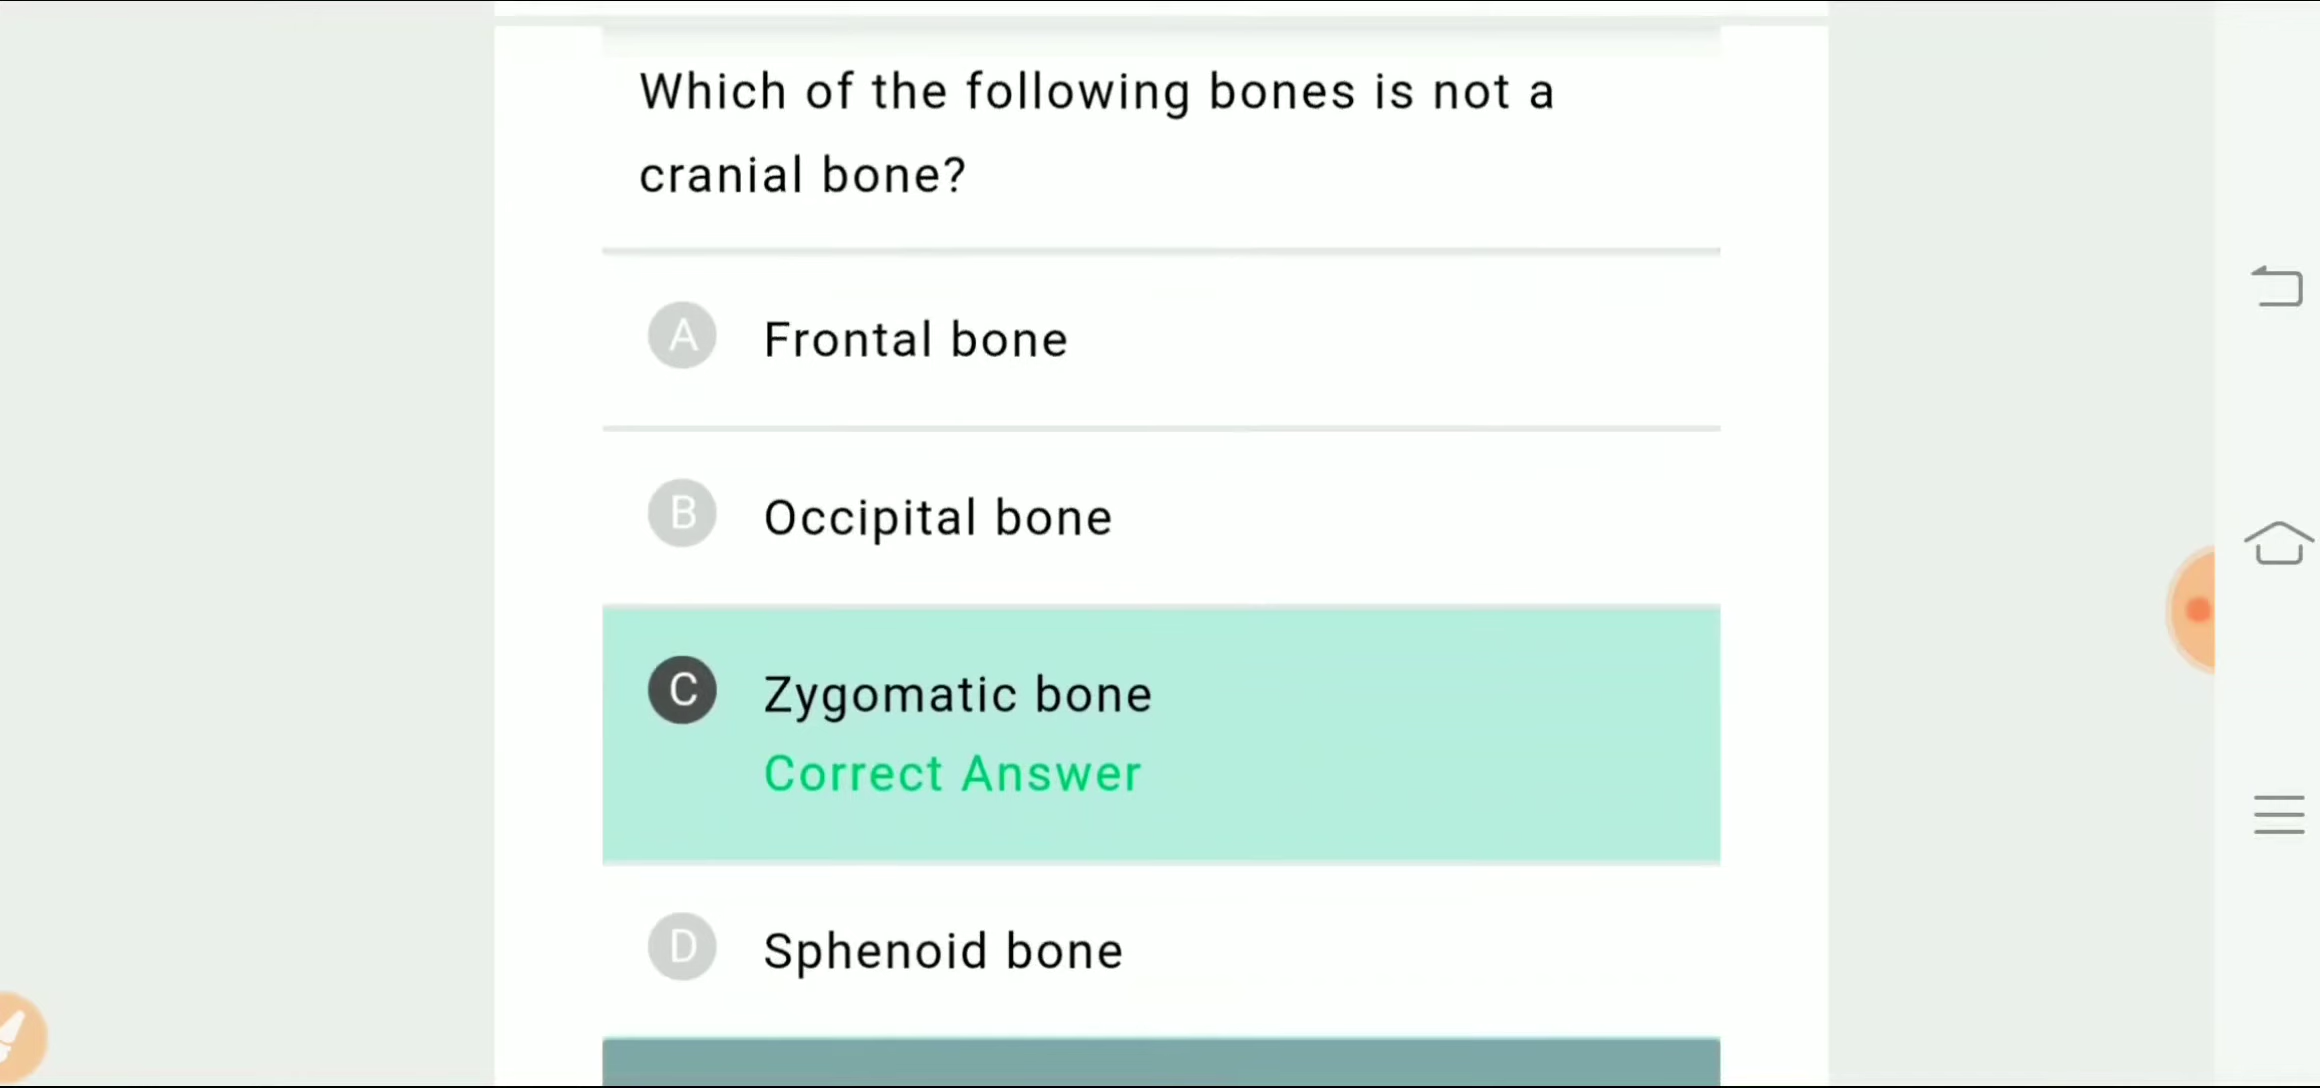 Which of the following bones is not a
cranial bone?
A Frontal bone
B Occipital bone
C Zygomatic bone
Correct Answer
D Sphenoid bone